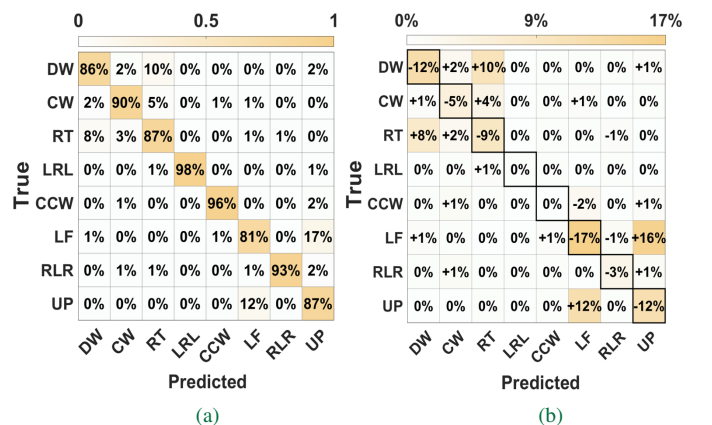 0 0.5 1
DW 86% 2% 10% 0% 0% 0% 0% 2%
CW 2% 90% 5% 0% 1% 1% 0% 0%
RT 8% 3% 87% 0% 0% 1% 1% 0%
LRL 0% 0% 1% 98% 0% 0% 0% 1%
CCW 0% 1% 0% 0% 96% 0% 0% 2%
LF 1% 0% 0% 0% 1% 81% 0% 17%
RLR 0% 1% 1% 0% 0% 1% 93% 2%
UP 0% 0% 0% 0% 0% 12% 0% 87%
True
DW CW RT LRL CCW LF RLR UP
Predicted
(a)
0% 9% 17%
DW -12% +2% +10% 0% 0% 0% 0% +1%
CW +1% -5% +4% 0% 0% +1% 0% 0%
RT +8% +2% -9% 0% 0% 0% -1% 0%
LRL 0% 0% +1% 0% 0% 0% 0% 0%
CCW 0% +1% 0% 0% 0% -2% 0% +1%
LF +1% 0% 0% 0% +1% -17% -1% +16%
RLR 0% +1% 0% 0% 0% 0% -3% +1%
UP 0% 0% 0% 0% 0% +12% 0% -12%
True
DW CW RT LRL CCW LF RLR UP
Predicted
(b)